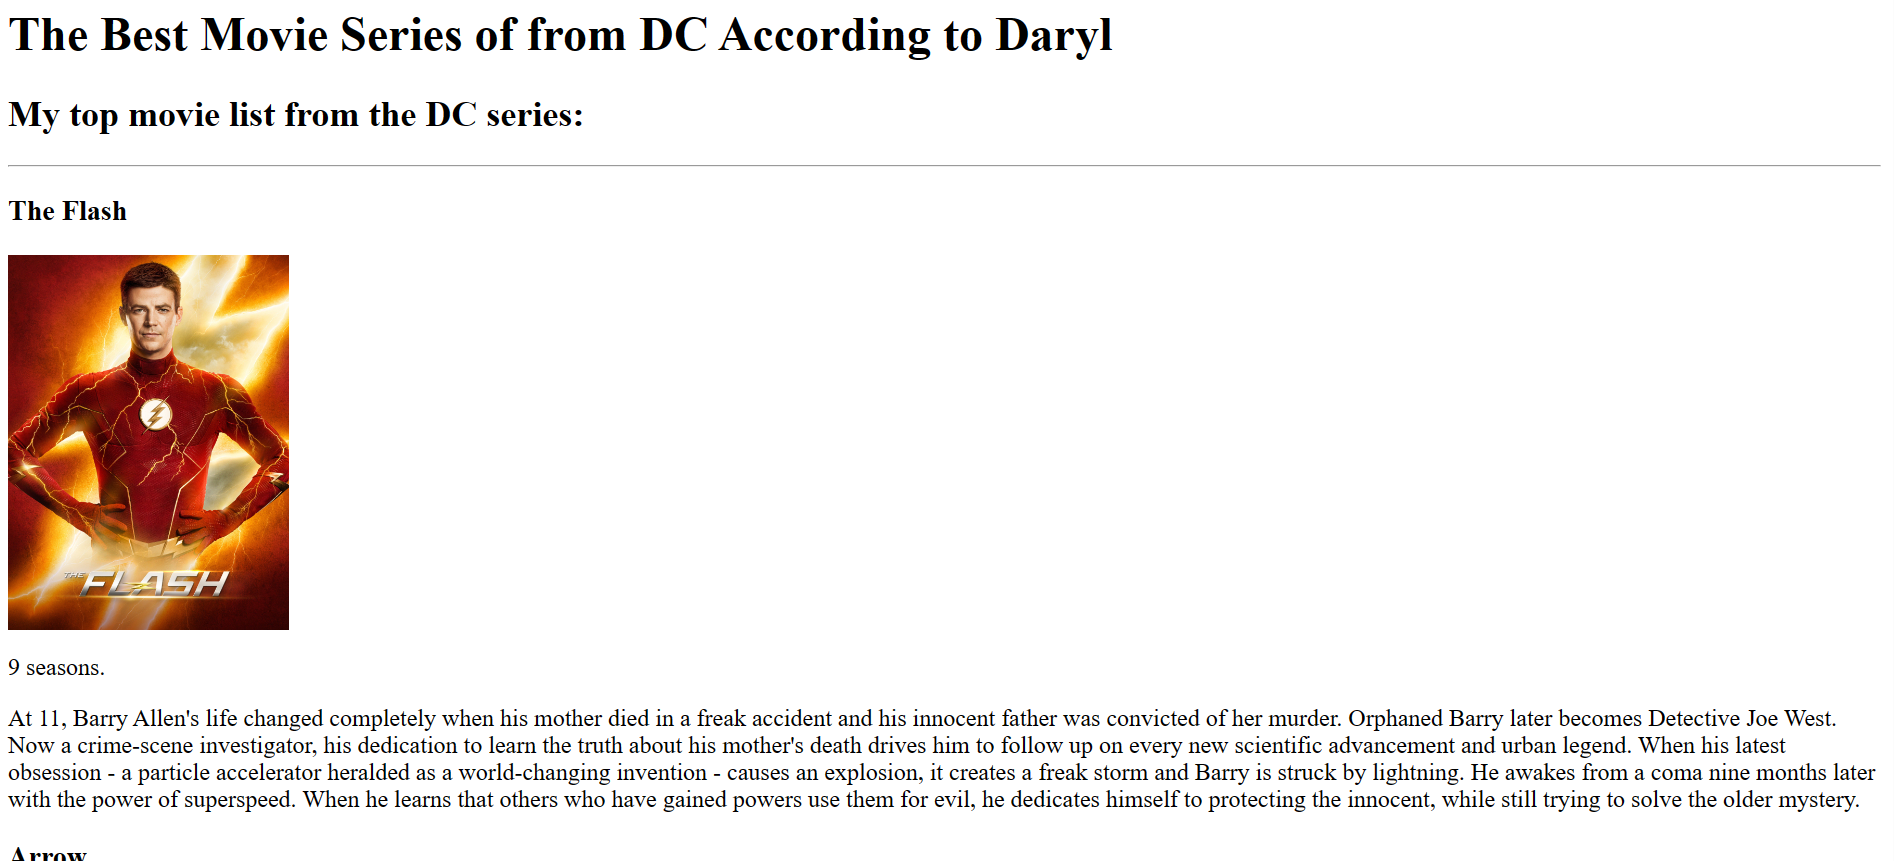 The Best Movie Series of from DC According to Daryl
My top movie list from the DC series:
The Flash
THE FLASH
9 seasons.
At 11, Barry Allen's life changed completely when his mother died in a freak accident and his innocent father was convicted of her murder. Orphaned Barry later becomes Detective Joe West.
Now a crime-scene investigator, his dedication to learn the truth about his mother's death drives him to follow up on every new scientific advancement and urban legend. When his latest
obsession - a particle accelerator heralded as a world-changing invention - causes an explosion, it creates a freak storm and Barry is struck by lightning. He awakes from a coma nine months later
with the power of superspeed. When he learns that others who have gained powers use them for evil, he dedicates himself to protecting the innocent, while still trying to solve the older mystery.
Arrow